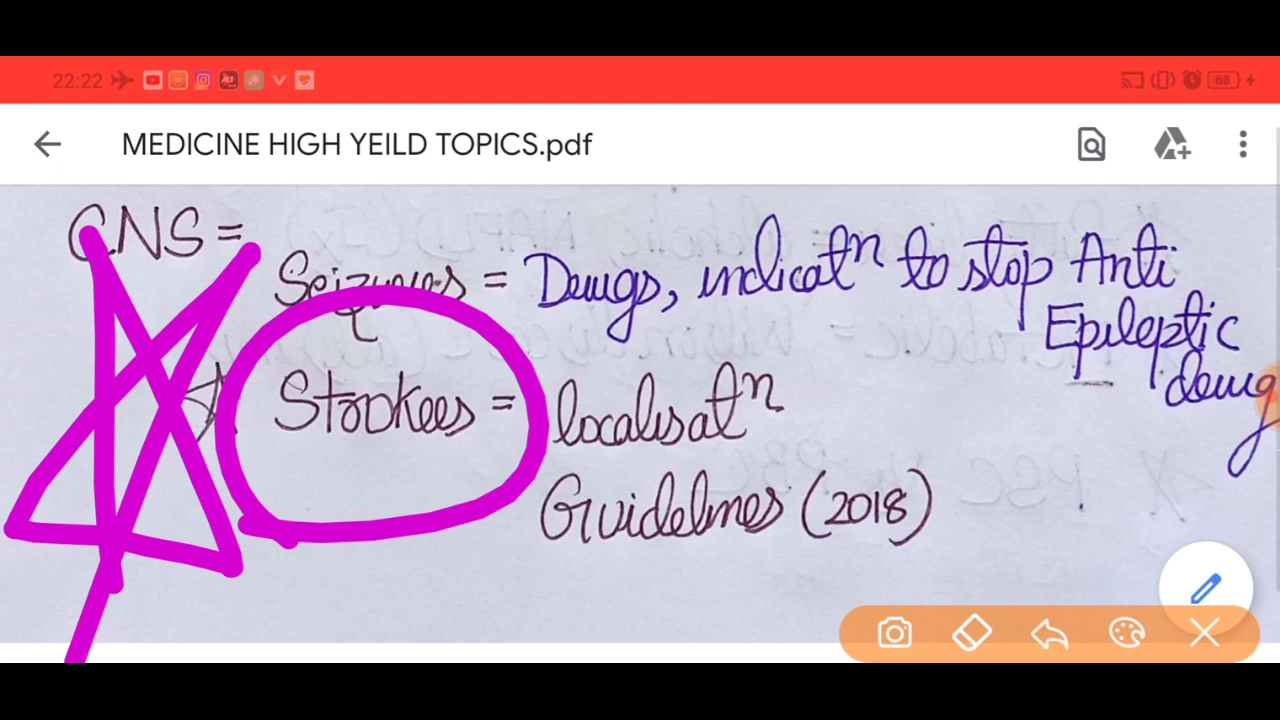 22:22
68
MEDICINE HIGH YEILD TOPICS.pdf
CNS =
Seizures = Drugs, indicatⁿ to stop Anti
Epileptic
drug
Strokes = localisatⁿ
Guidelines (2018)